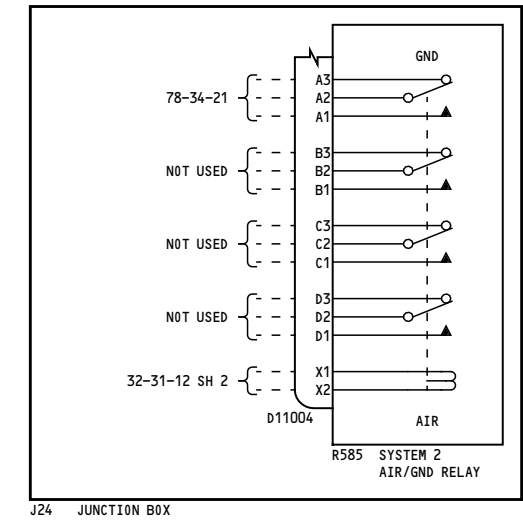 GND
A3
78-34-21 A2
A1
B3
NOT USED B2
B1
C3
NOT USED C2
C1
D3
NOT USED D2
D1
X1
32-31-12 SH 2
X2
D11004
AIR
R585 SYSTEM 2
AIR/GND RELAY
J24 JUNCTION BOX